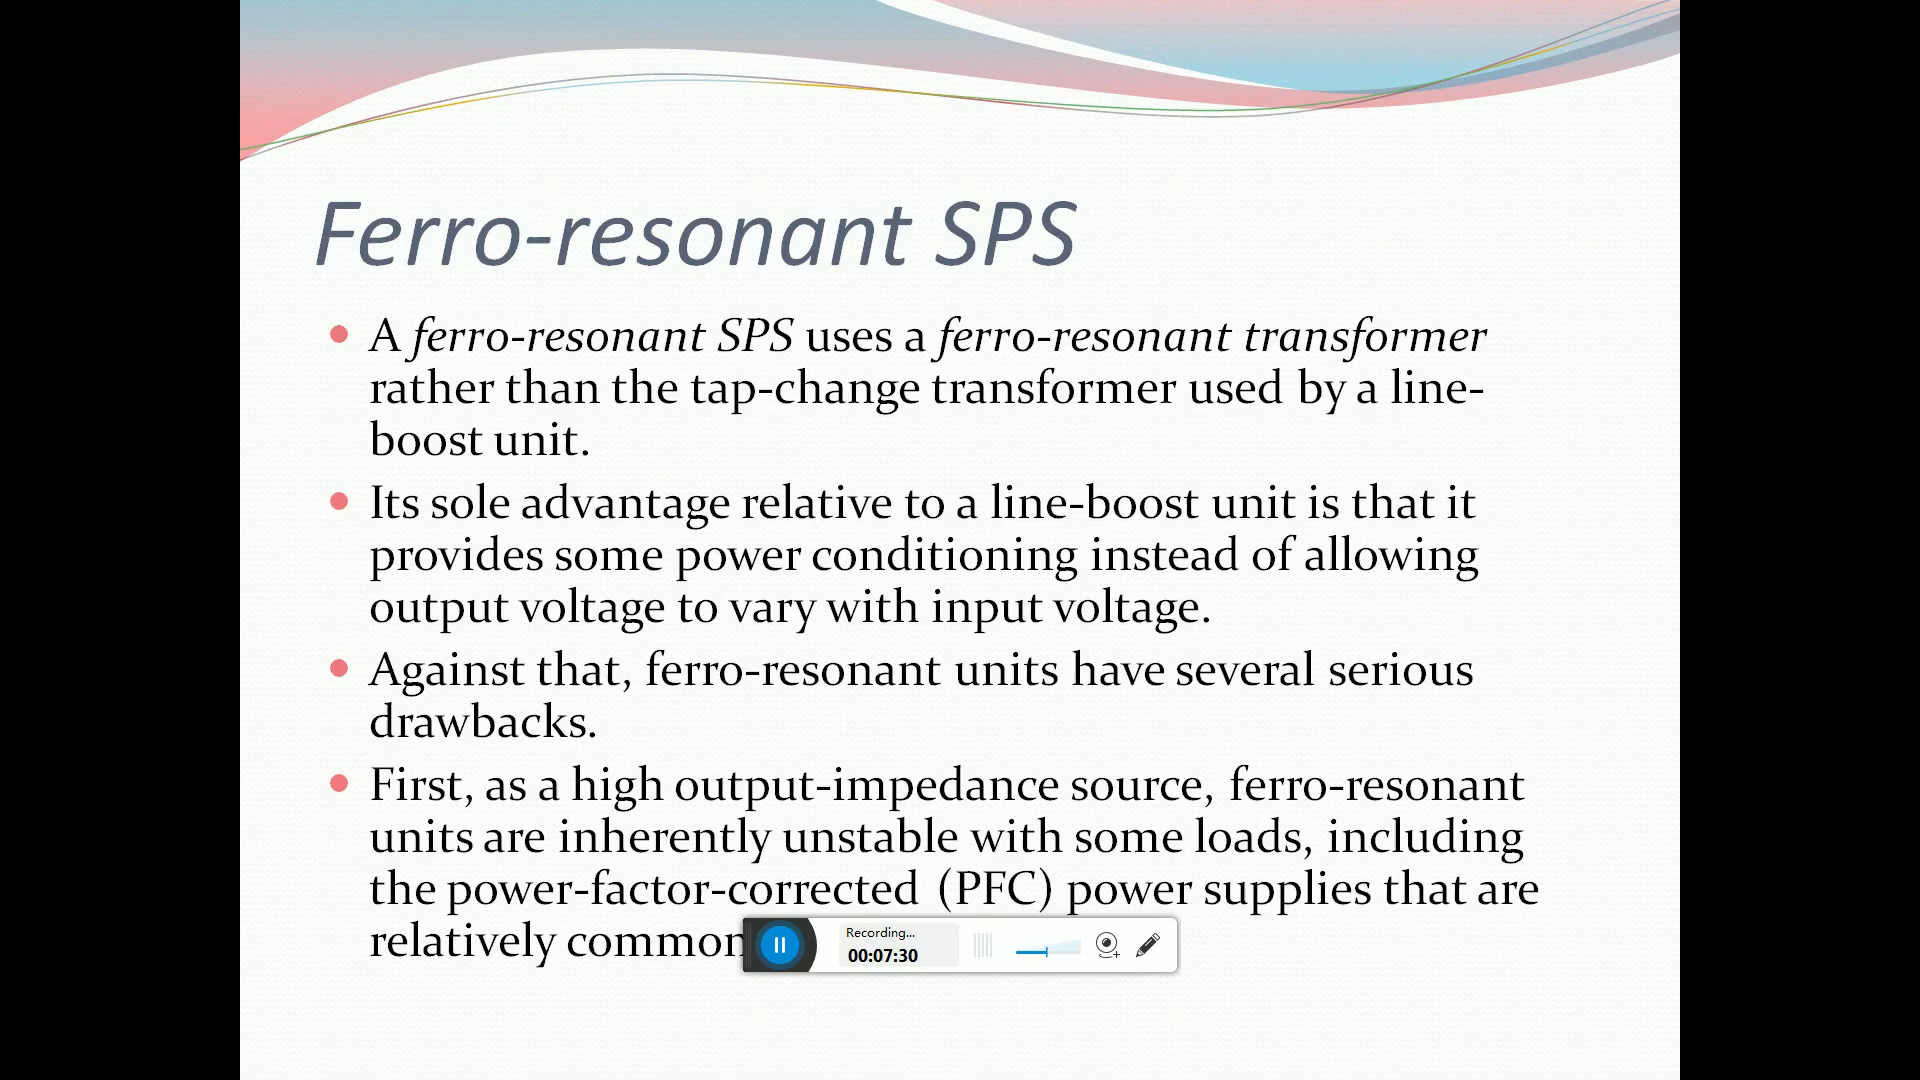 Ferro-resonant SPS
A ferro-resonant SPS uses a ferro-resonant transformer
rather than the tap-change transformer used by a line-
boost unit.
Its sole advantage relative to a line-boost unit is that it
provides some power conditioning instead of allowing
output voltage to vary with input voltage.
Against that, ferro-resonant units have several serious
drawbacks.
First, as a high output-impedance source, ferro-resonant
units are inherently unstable with some loads, including
the power-factor-corrected (PFC) power supplies that are
relatively common
Recording...
00:07:30